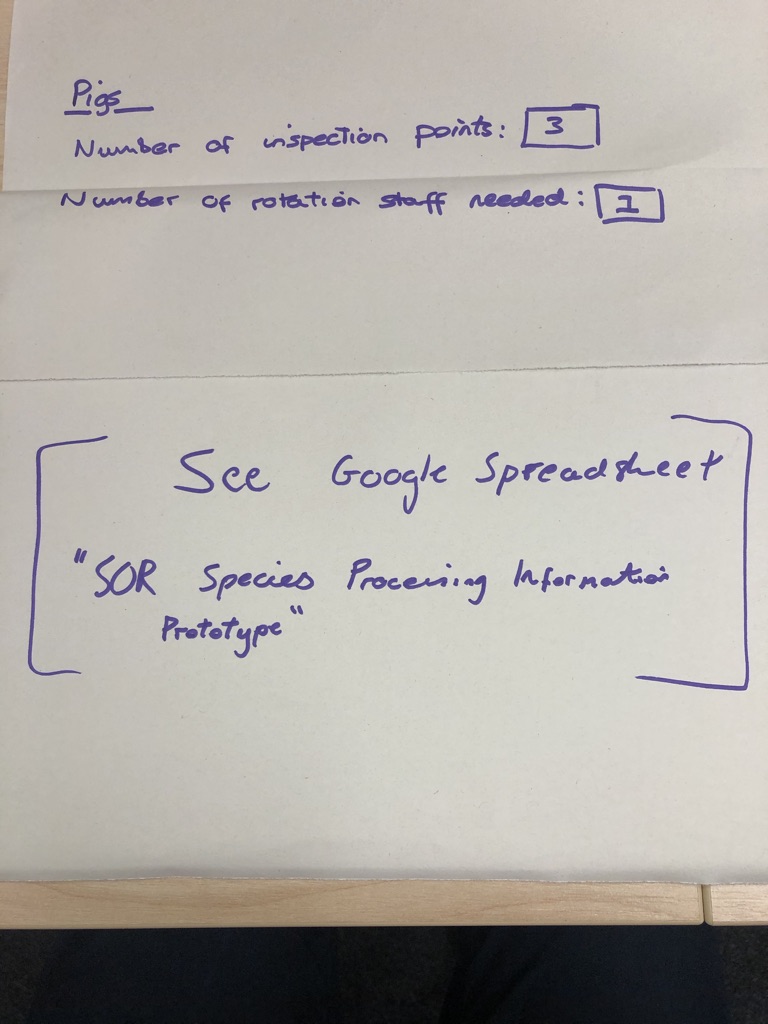 Pigs
Number of inspection points: 3
Number of rotation staff needed: 1
See Google Spreadsheet
"SOR Species Processing Information
Prototype"